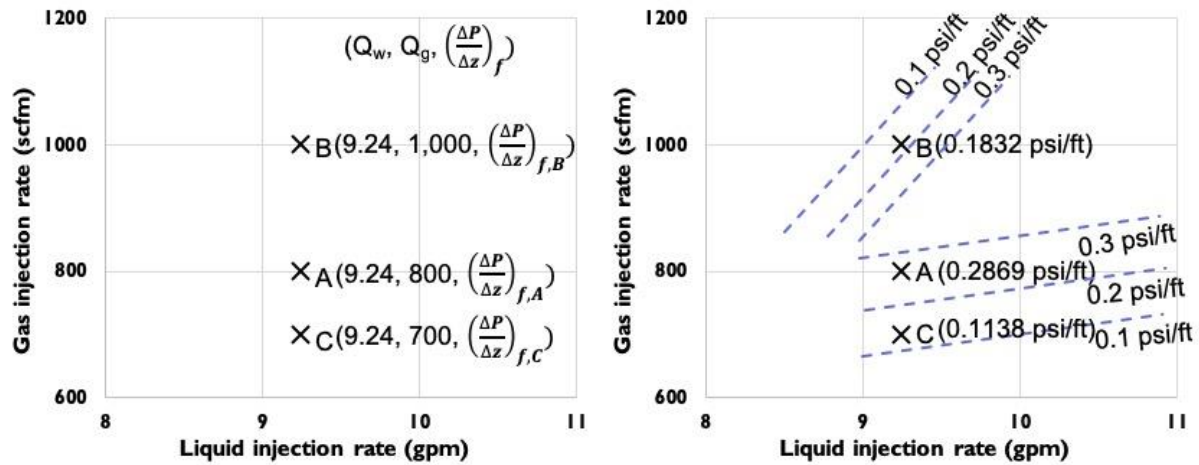 1200
1000
800
600
Gas injection rate (scfm)
(Q_w, Q_g, (ΔP/Δz)_f)
B(9.24, 1,000, (ΔP/Δz)_f,B)
A(9.24, 800, (ΔP/Δz)_f,A)
C(9.24, 700, (ΔP/Δz)_f,C)
8 9 10 11
Liquid injection rate (gpm)
1200
1000
800
600
Gas injection rate (scfm)
0.1 psi/ft
0.2 psi/ft
0.3 psi/ft
B(0.1832 psi/ft)
0.3 psi/ft
A(0.2869 psi/ft)
0.2 psi/ft
C(0.1138 psi/ft)
0.1 psi/ft
8 9 10 11
Liquid injection rate (gpm)